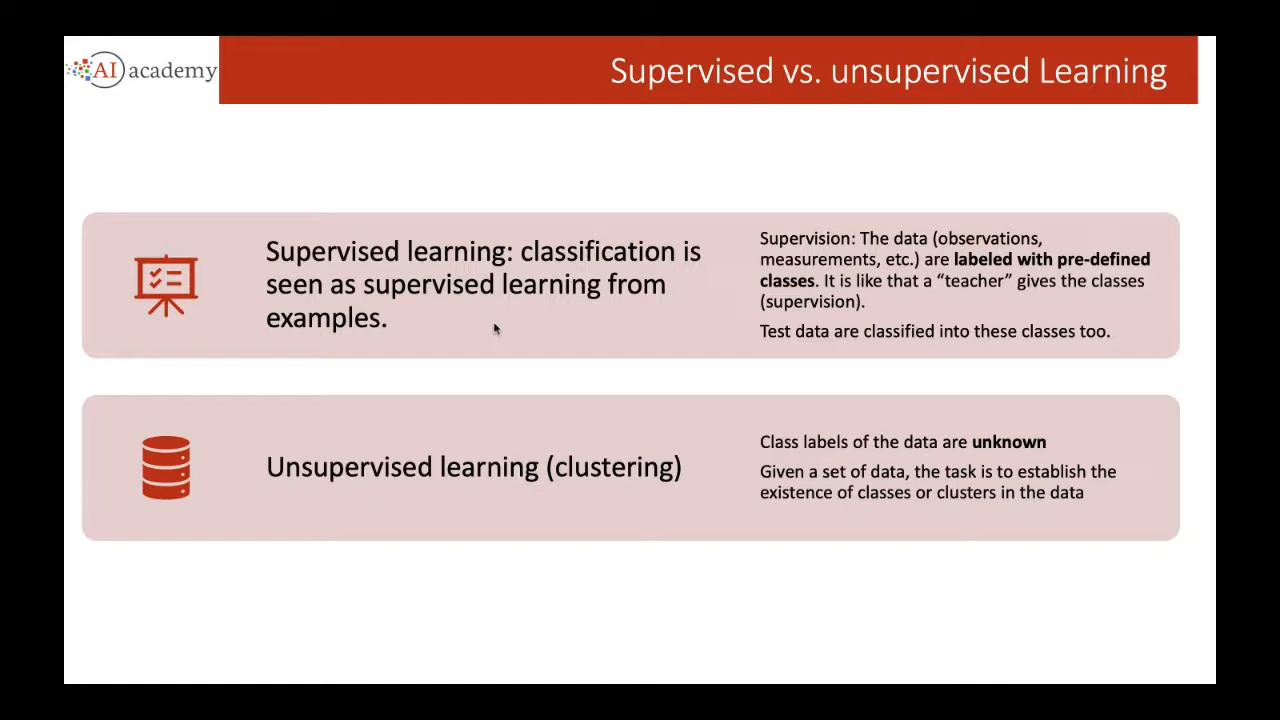 AI academy
Supervised vs. unsupervised Learning
Supervised learning: classification is
seen as supervised learning from
examples.
Supervision: The data (observations,
measurements, etc.) are labeled with pre-defined
classes. It is like that a “teacher” gives the classes
(supervision).
Test data are classified into these classes too.
Unsupervised learning (clustering)
Class labels of the data are unknown
Given a set of data, the task is to establish the
existence of classes or clusters in the data